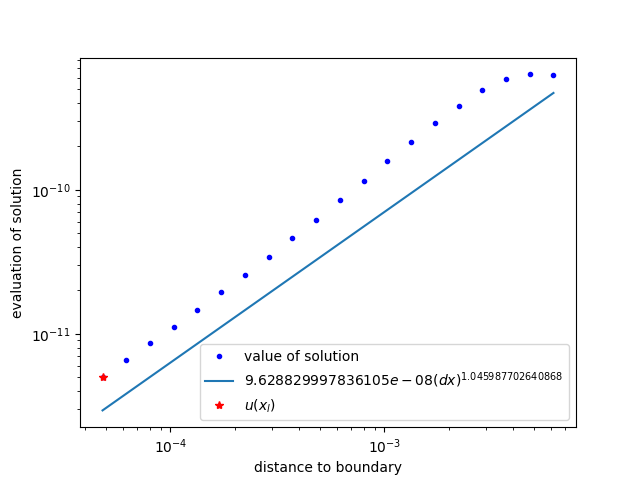 evaluation of solution
10⁻¹⁰
10⁻¹¹
10⁻⁴
10⁻³
distance to boundary
value of solution
9.628829997836105e − 08(dx)¹·⁰⁴⁵⁹⁸⁷⁷⁰²⁶⁴⁰⁸⁶⁸
u(x_I)